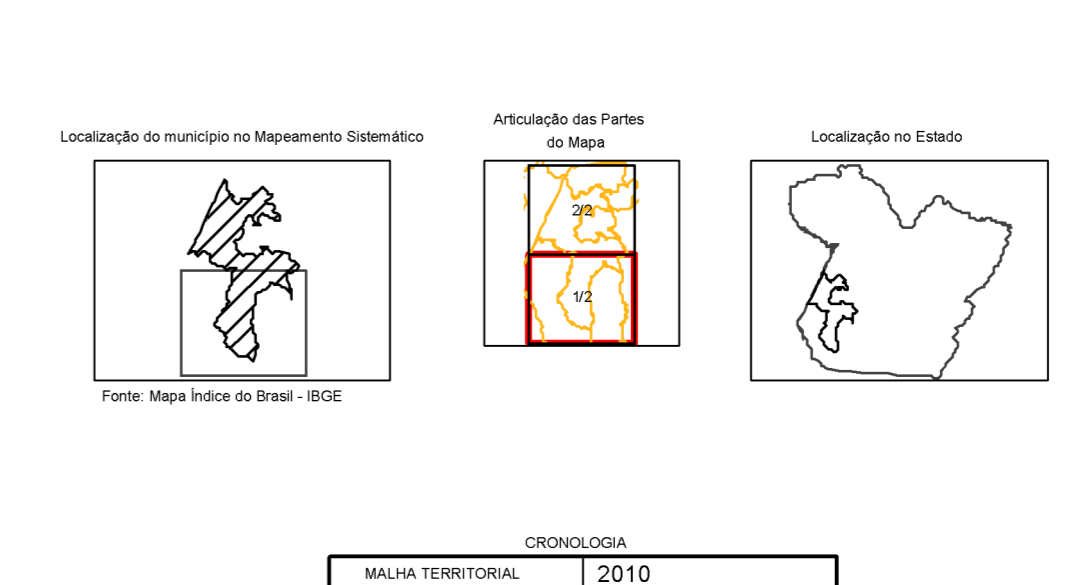 Articulação das Partes
do Mapa
Localização do município no Mapeamento Sistemático
Localização no Estado
2/2
1/2
Fonte: Mapa Índice do Brasil - IBGE
CRONOLOGIA
MALHA TERRITORIAL 2010